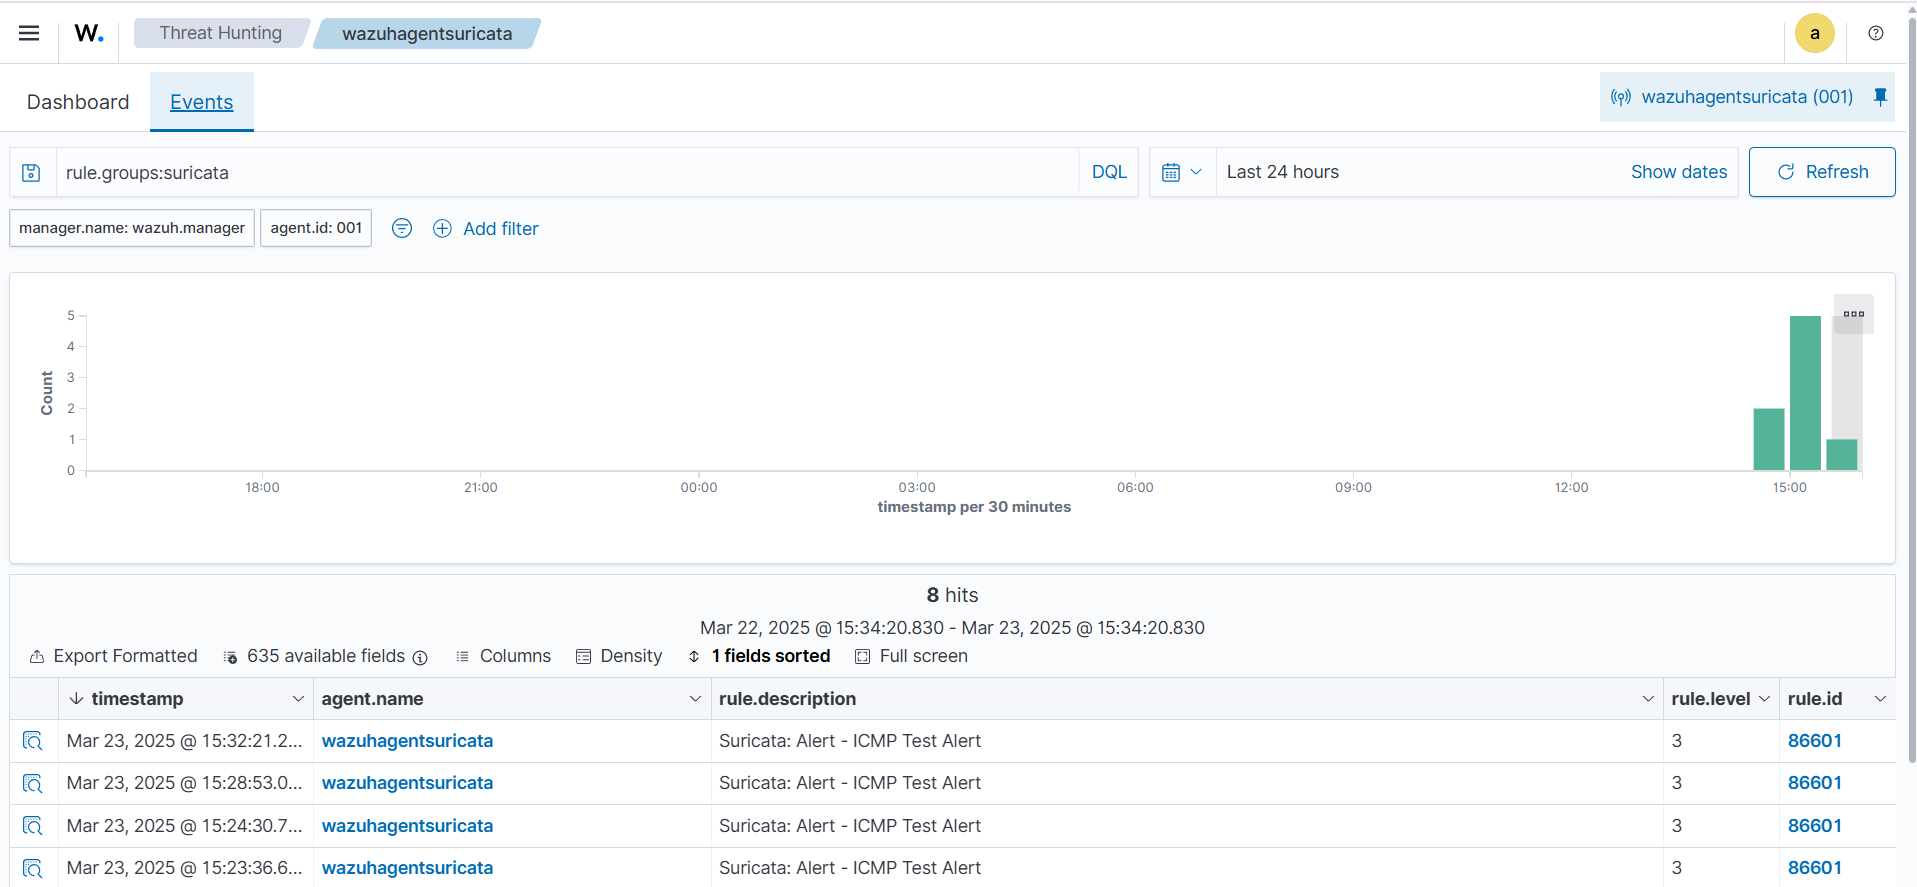 W. Threat Hunting wazuhagentsuricata a
Dashboard Events wazuhagentsuricata (001)
rule.groups:suricata DQL Last 24 hours Show dates Refresh
manager.name: wazuh.manager agent.id: 001 Add filter
5
4
3
2
1
0
Count
18:00 21:00 00:00 03:00 06:00 09:00 12:00 15:00
timestamp per 30 minutes
8 hits
Mar 22, 2025 @ 15:34:20.830 - Mar 23, 2025 @ 15:34:20.830
Export Formatted 635 available fields Columns Density 1 fields sorted Full screen
timestamp agent.name rule.description rule.level rule.id
Mar 23, 2025 @ 15:32:21.2... wazuhagentsuricata Suricata: Alert - ICMP Test Alert 3 86601
Mar 23, 2025 @ 15:28:53.0... wazuhagentsuricata Suricata: Alert - ICMP Test Alert 3 86601
Mar 23, 2025 @ 15:24:30.7... wazuhagentsuricata Suricata: Alert - ICMP Test Alert 3 86601
Mar 23, 2025 @ 15:23:36.6... wazuhagentsuricata Suricata: Alert - ICMP Test Alert 3 86601